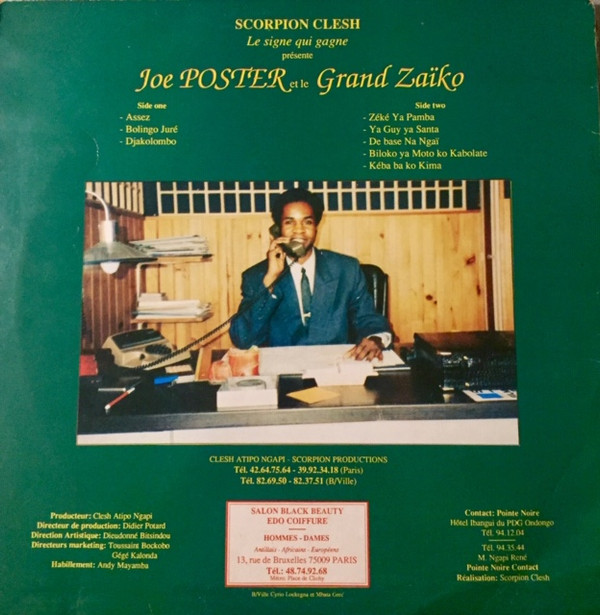 SCORPION CLESH
Le signe qui gagne
présente
Joe POSTER et le Grand Zaïko
Side one
- Assez
- Bolingo Juré
- Djakolombo
Side two
- Zéké Ya Pamba
- Ya Guy ya Santa
- De base Na Ngaï
- Biloko ya Moto ko Kabolate
- Kéba ba ko Kima
CLESH ATIPO NGAPI - SCORPION PRODUCTIONS
Tél. 42.64.75.64 - 39.92.34.18 (Paris)
Tél. 82.69.50 - 82.37.51 (B/Ville)
Producteur: Clesh Atipo Ngapi
Directeur de production: Didier Potard
Direction Artistique: Dieudonné Bitsindou
Directeurs marketing: Toussaint Bockobo
Gégé Kalonda
Habillement: Andy Mayamba
SALON BLACK BEAUTY
EDO COIFFURE
HOMMES - DAMES
Antillais - Africaine - Européene
13, rue de Bruxelles 75009 PARIS
Tél.: 48.74.92.68
Métro: Place de Clichy
B/Ville Cyrio Loukogna et
Contact: Pointe Noire
Hôtel Ibangui du PDG Ondongo
Tél. 94.12.04
Tél. 94.35.44
M. Ngapi René
Pointe Noire Contact
Réalisation: Scorpion Clesh